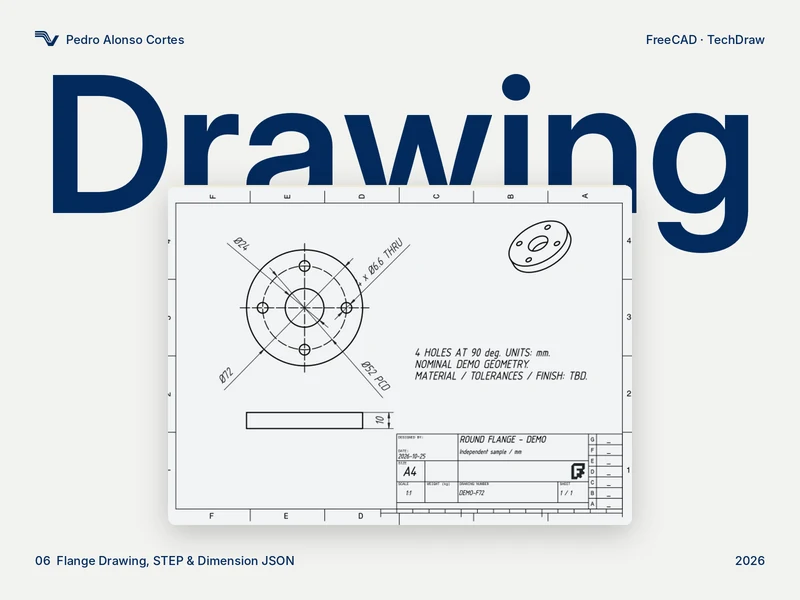 Pedro Alonso Cortes
FreeCAD · TechDraw
Drawing
F E D C B A
Ø24
x Ø6.6 THRU
4
3
Ø72
Ø52 PCD
4 HOLES AT 90 deg. UNITS: mm.
NOMINAL DEMO GEOMETRY.
MATERIAL / TOLERANCES / FINISH: TBD.
2
10
DESIGNED BY:
ROUND FLANGE - DEMO
G _
DATE:
2026-10-25
Independent sample / mm
F _
SIZE
A4
E _
D _
1
SCALE
1:1
WEIGHT (kg)
DRAWING NUMBER
DEMO-F72
SHEET
1 / 1
C _
B _
A _
F E D
06 Flange Drawing, STEP & Dimension JSON
2026